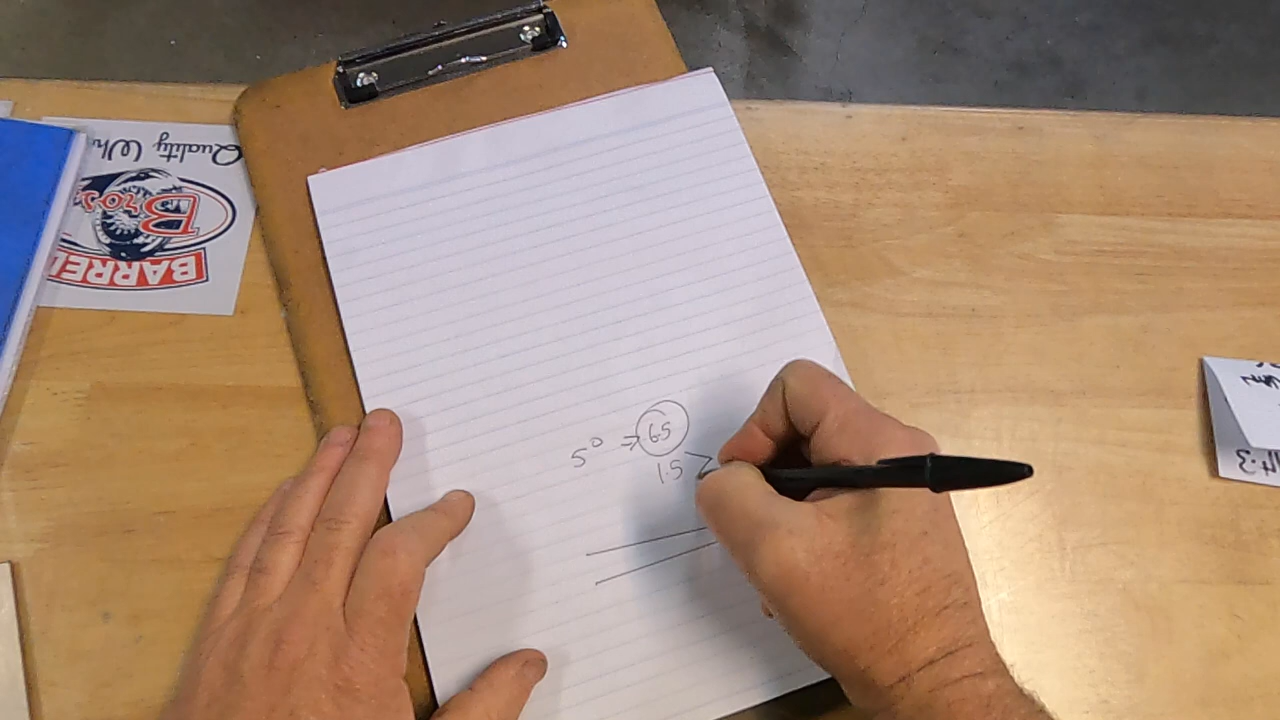 Quality Wh
Bros
BARREL
5° ⇒ 65
1.5